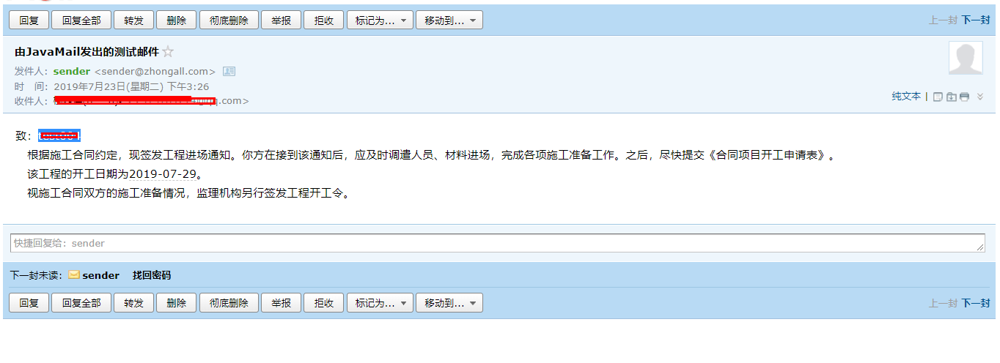 回复 回复全部 转发 删除 彻底删除 举报 拒收 标记为... 移动到... 上一封 下一封
由JavaMail发出的测试邮件
发件人：sender <sender@zhongall.com>
时 间：2019年7月23日(星期二) 下午3:26
收件人：q.com>
纯文本 |
致：
根据施工合同约定，现签发工程进场通知。你方在接到该通知后，应及时调遣人员、材料进场，完成各项施工准备工作。之后，尽快提交《合同项目开工申请表》。
该工程的开工日期为2019-07-29。
视施工合同双方的施工准备情况，监理机构另行签发工程开工令。
快捷回复给：sender
下一封未读：sender 找回密码
回复 回复全部 转发 删除 彻底删除 举报 拒收 标记为... 移动到... 上一封 下一封